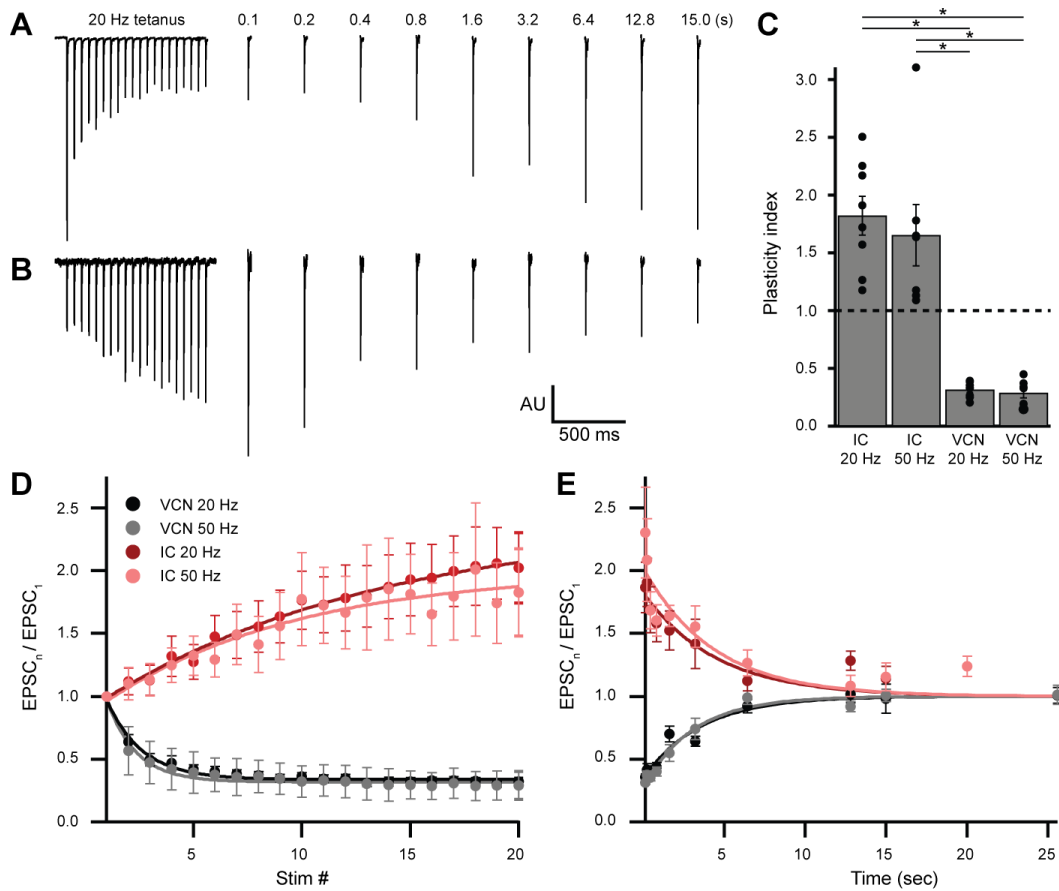 A
20 Hz tetanus 0.1 0.2 0.4 0.8 1.6 3.2 6.4 12.8 15.0 (s)
B
AU
500 ms
C
* *
* *
Plasticity index
3.0
2.5
2.0
1.5
1.0
0.5
0
IC 20 Hz
IC 50 Hz
VCN 20 Hz
VCN 50 Hz
D
VCN 20 Hz
VCN 50 Hz
IC 20 Hz
IC 50 Hz
EPSCn / EPSC1
2.5
2.0
1.5
1.0
0.5
0.0
5 10 15 20
Stim #
E
EPSCn / EPSC1
2.5
2.0
1.5
1.0
0.5
0.0
5 10 15 20 25
Time (sec)